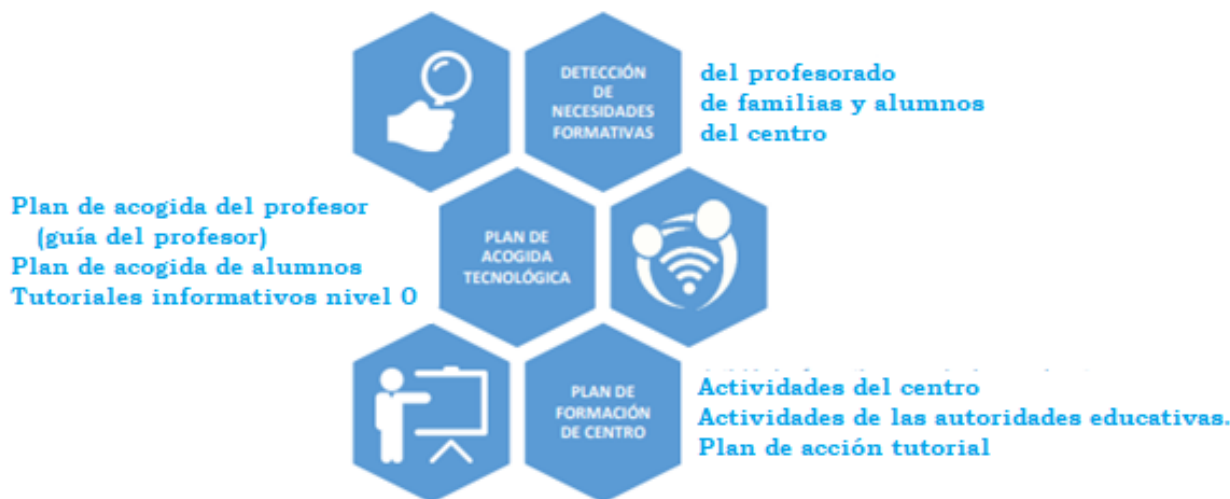 DETECCIÓN
DE
NECESIDADES
FORMATIVAS
del profesorado
de familias y alumnos
del centro
Plan de acogida del profesor
(guía del profesor)
Plan de acogida de alumnos
Tutoriales informativos nivel 0
PLAN DE
ACOGIDA
TECNOLÓGICA
PLAN DE
FORMACIÓN
DE CENTRO
Actividades del centro
Actividades de las autoridades educativas.
Plan de acción tutorial